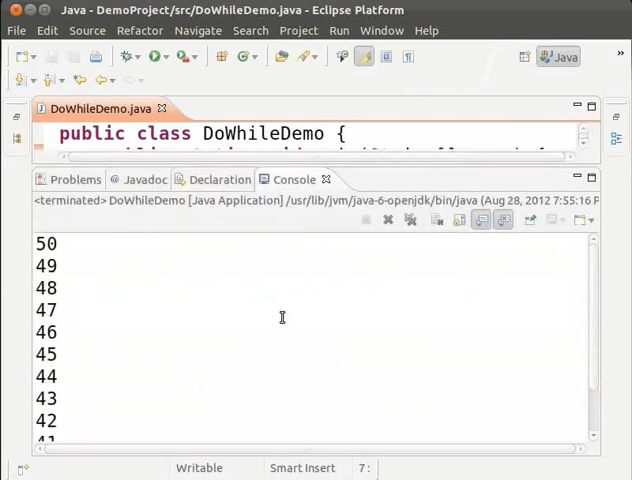 Java - DemoProject/src/DoWhileDemo.java - Eclipse Platform
File Edit Source Refactor Navigate Search Project Run Window Help
Java
DoWhileDemo.java
public class DoWhileDemo {
Problems @ Javadoc Declaration Console
<terminated> DoWhileDemo [Java Application] /usr/lib/jvm/java-6-openjdk/bin/java (Aug 28, 2012 7:55:16 P
50
49
48
47
46
45
44
43
42
41
Writable Smart Insert 7 :